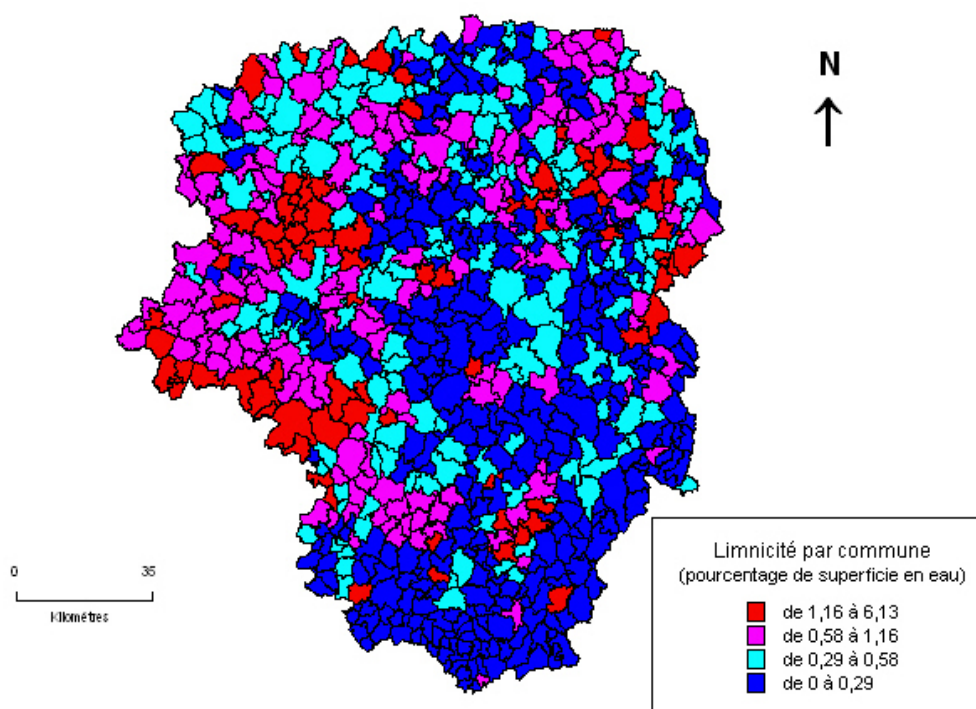 N
0 35
Kilomètres
Limnicité par commune
(pourcentage de superficie en eau)
de 1,16 à 6,13
de 0,58 à 1,16
de 0,29 à 0,58
de 0 à 0,29